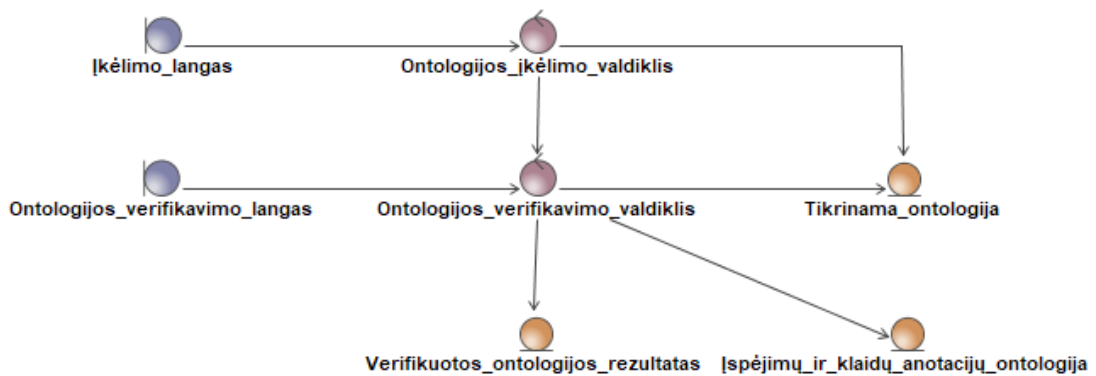 Įkėlimo_langas
Ontologijos_įkėlimo_valdiklis
Ontologijos_verifikavimo_langas
Ontologijos_verifikavimo_valdiklis
Tikrinama_ontologija
Verifikuotos_ontologijos_rezultatas
Įspėjimų_ir_klaidų_anotacijų_ontologija